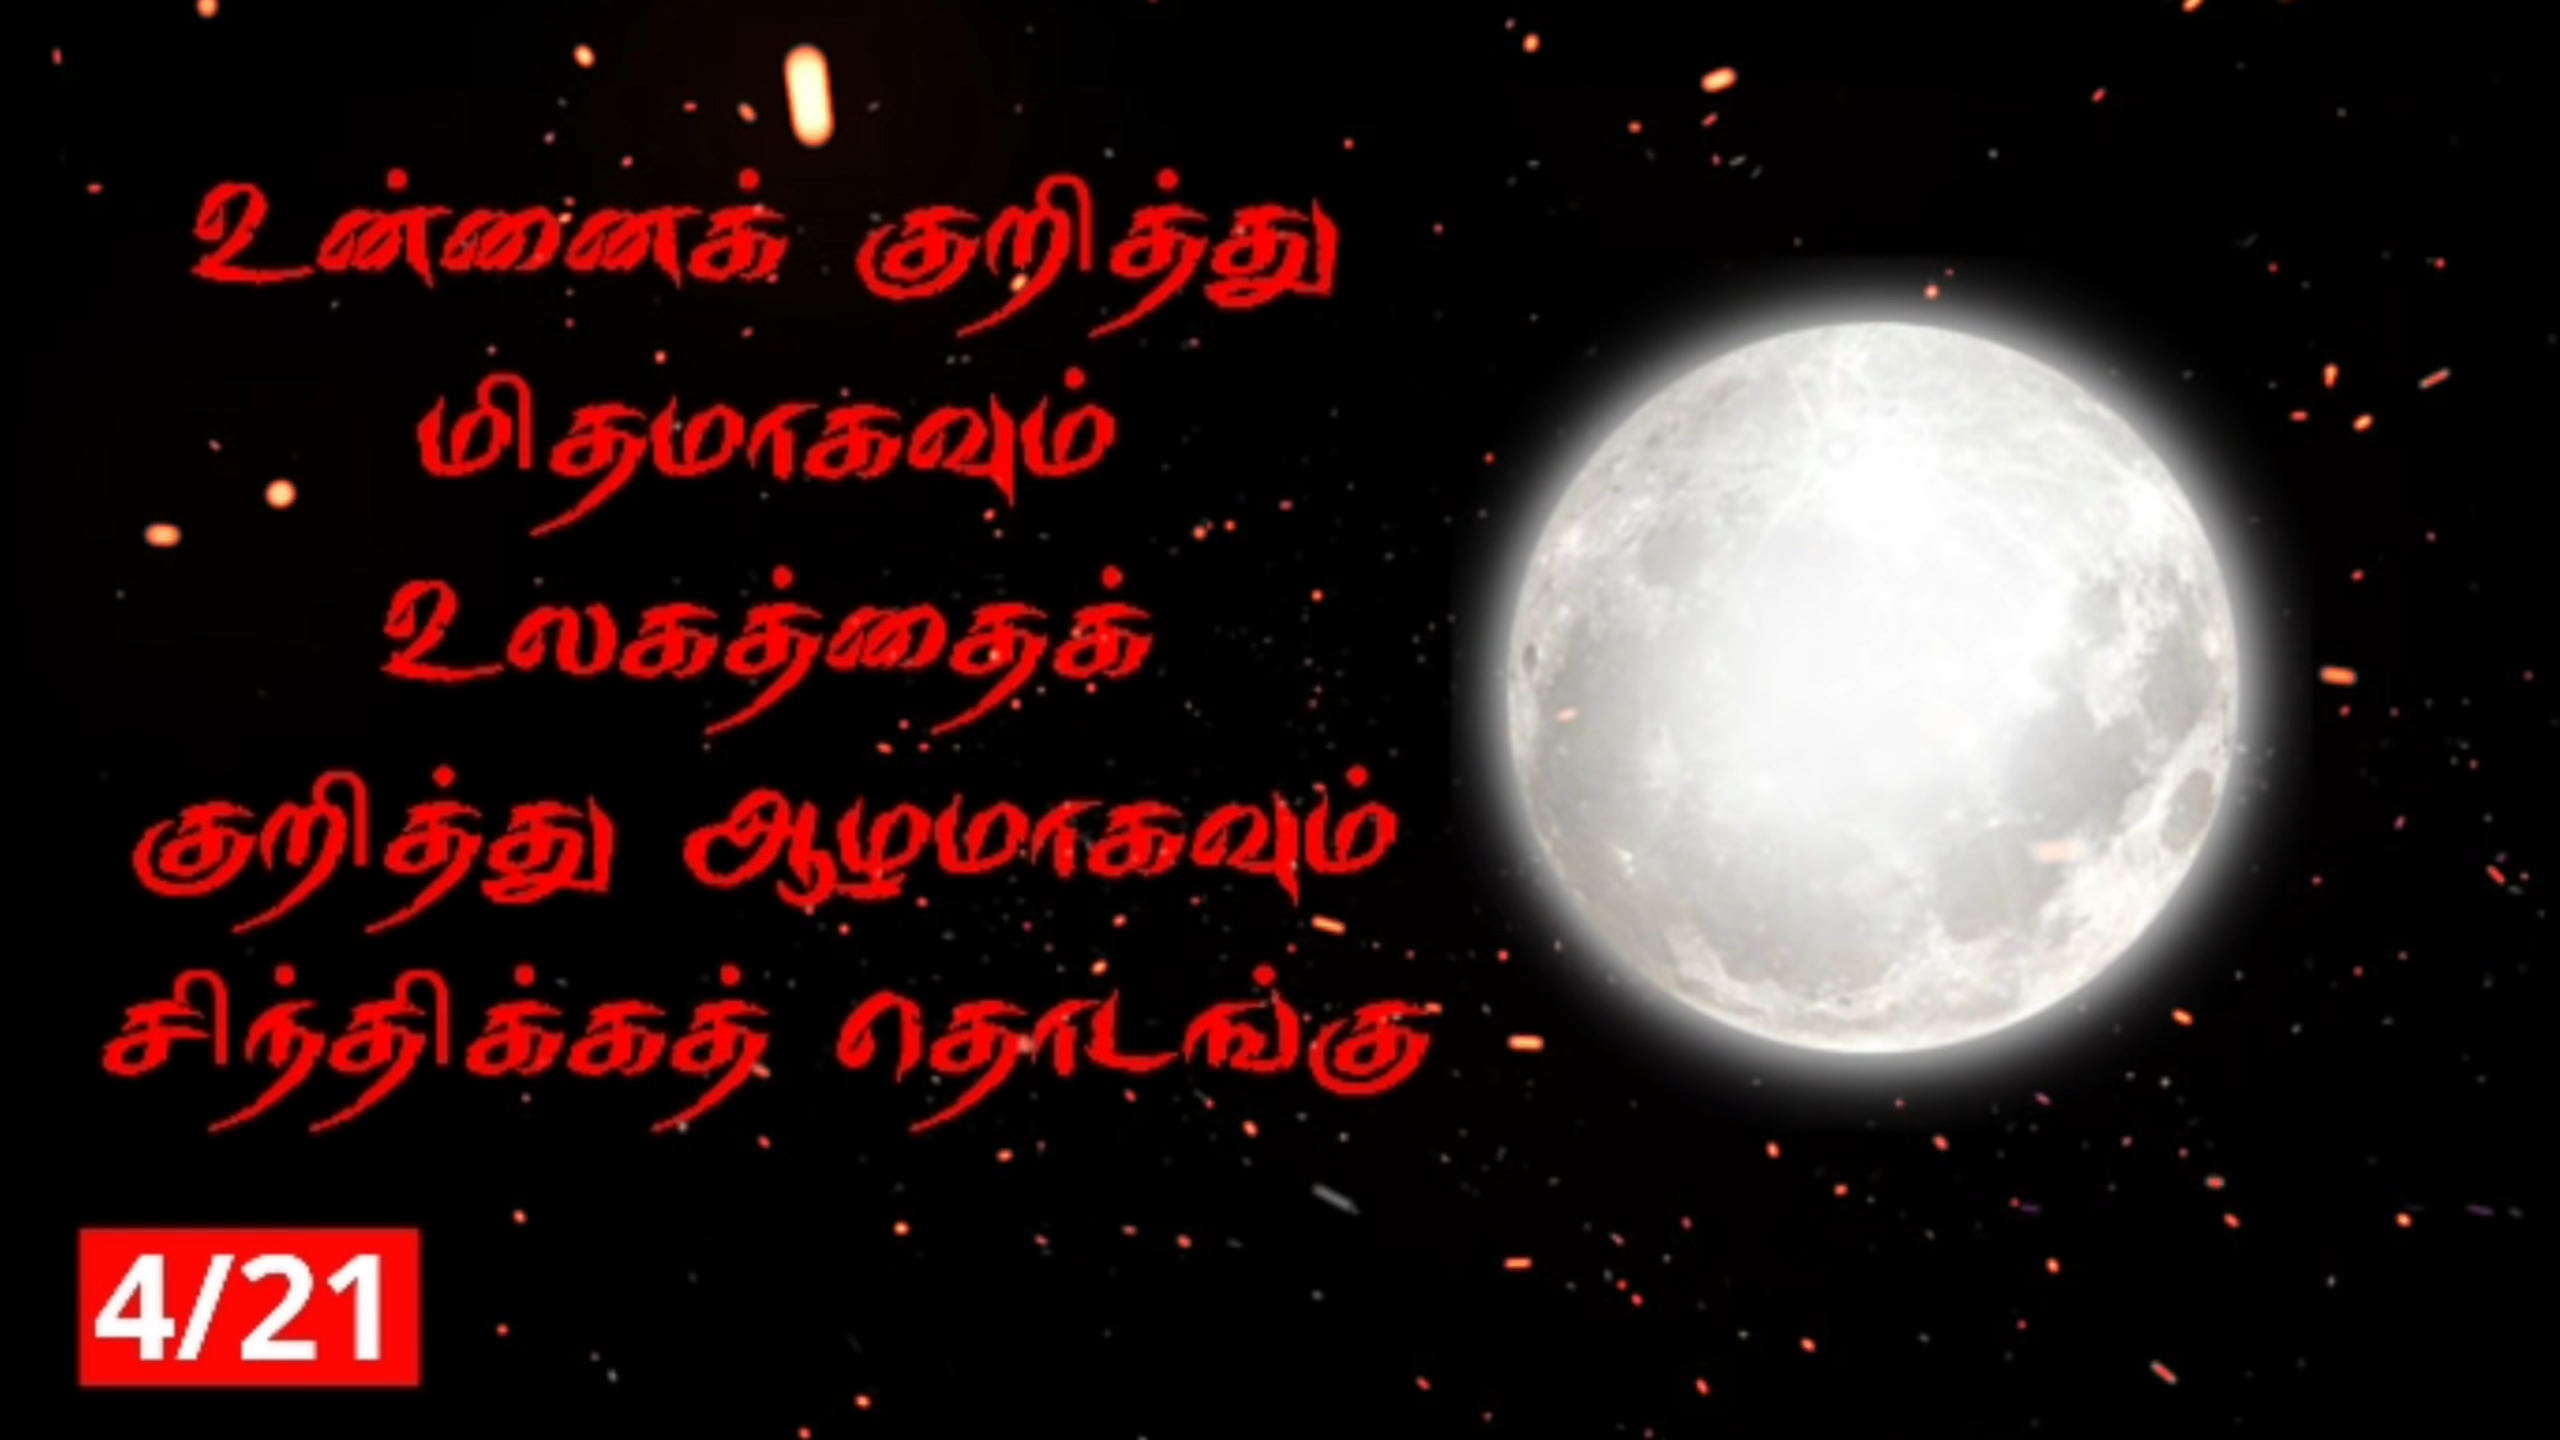 உன்னைக் குறித்து
மிதமாகவும்
உலகத்தைக்
குறித்து ஆழமாகவும்
சிந்திக்கத் தொடங்கு
4/21